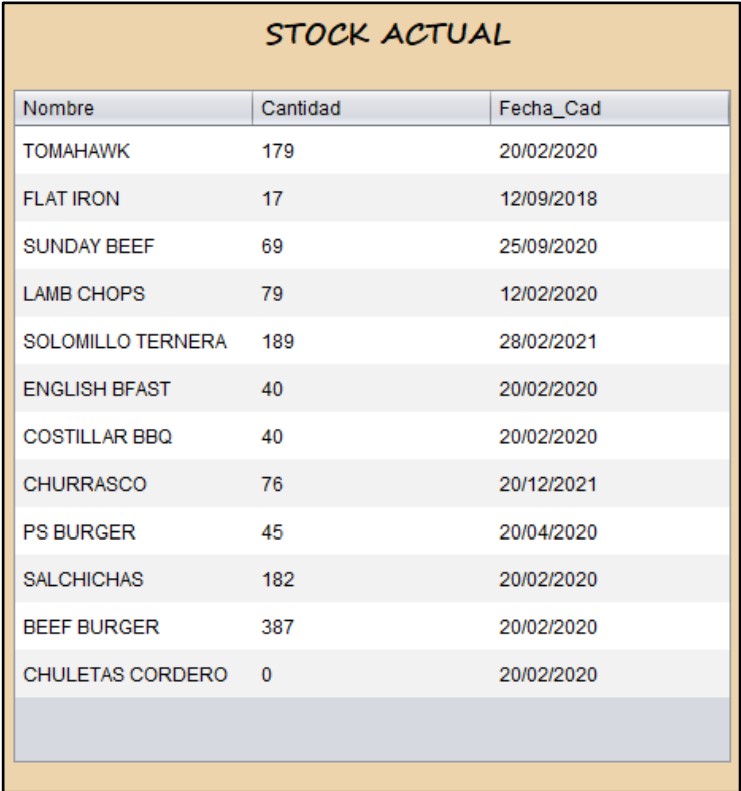 STOCK ACTUAL
Nombre Cantidad Fecha_Cad
TOMAHAWK 179 20/02/2020
FLAT IRON 17 12/09/2018
SUNDAY BEEF 69 25/09/2020
LAMB CHOPS 79 12/02/2020
SOLOMILLO TERNERA 189 28/02/2021
ENGLISH BFAST 40 20/02/2020
COSTILLAR BBQ 40 20/02/2020
CHURRASCO 76 20/12/2021
PS BURGER 45 20/04/2020
SALCHICHAS 182 20/02/2020
BEEF BURGER 387 20/02/2020
CHULETAS CORDERO 0 20/02/2020